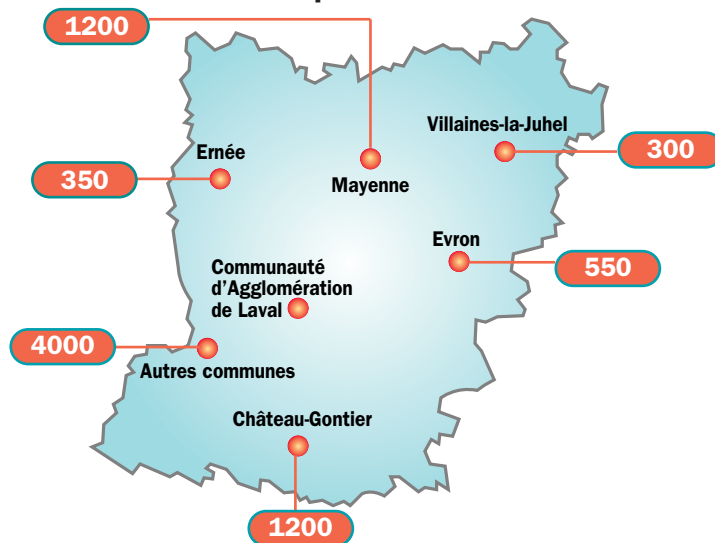 1200
Villaines-la-Juhel
Ernée
300
350
Mayenne
Evron
Communauté
d'Agglomération
de Laval
550
4000
Autres communes
Château-Gontier
1200